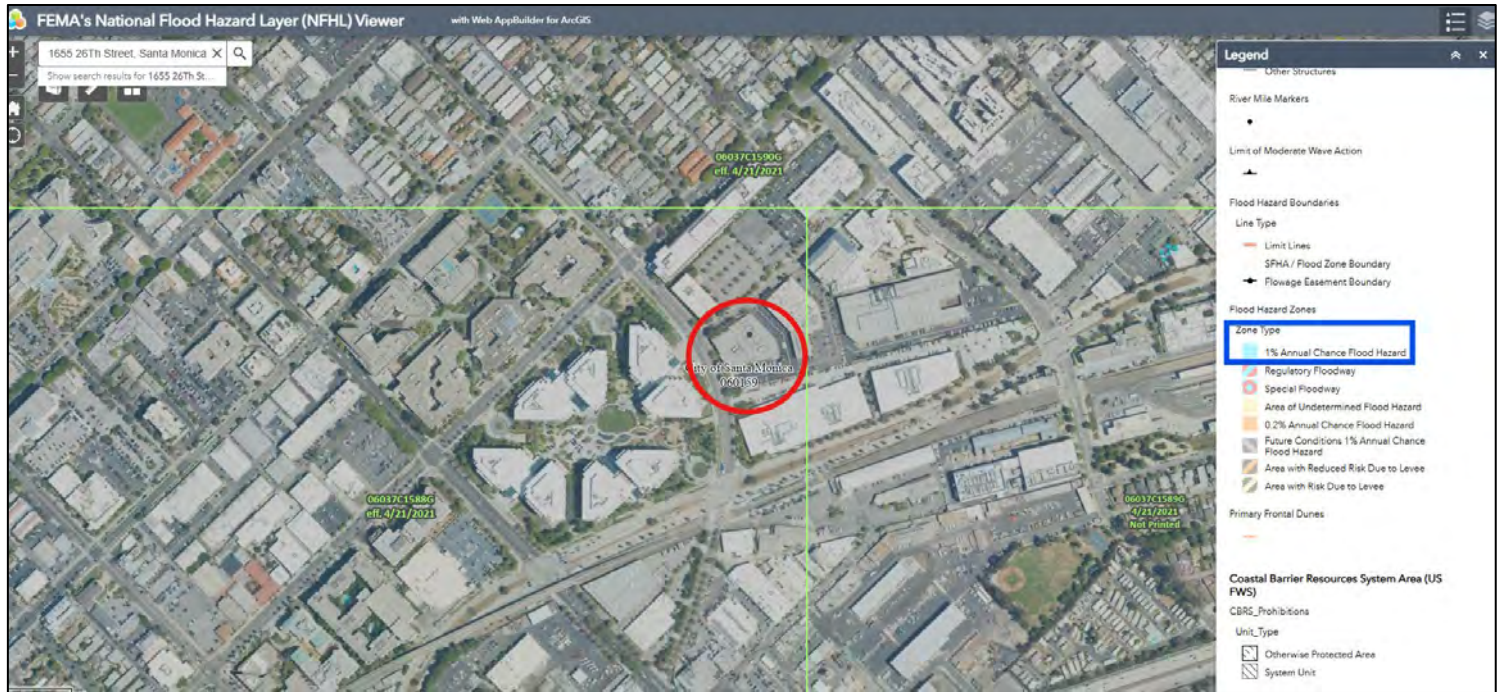 FEMA's National Flood Hazard Layer (NFHL) Viewer
with Web AppBuilder for ArcGIS
1655 26Th Street, Santa Monica
Show search results for 1655 26Th St...
06037C1590G
eff. 4/21/2021
City of Santa Monica
060159
06037C1588G
eff. 4/21/2021
06037C1589G
4/21/2021
Not Printed
Legend
Other Structures
River Mile Markers
Limit of Moderate Wave Action
Flood Hazard Boundaries
Line Type
Limit Lines
SFHA / Flood Zone Boundary
Flowage Easement Boundary
Flood Hazard Zones
Zone Type
1% Annual Chance Flood Hazard
Regulatory Floodway
Special Floodway
Area of Undetermined Flood Hazard
0.2% Annual Chance Flood Hazard
Future Conditions 1% Annual Chance
Flood Hazard
Area with Reduced Risk Due to Levee
Area with Risk Due to Levee
Primary Frontal Dunes
Coastal Barrier Resources System Area (US
FWS)
CBRS_Prohibitions
Unit_Type
Otherwise Protected Area
System Unit